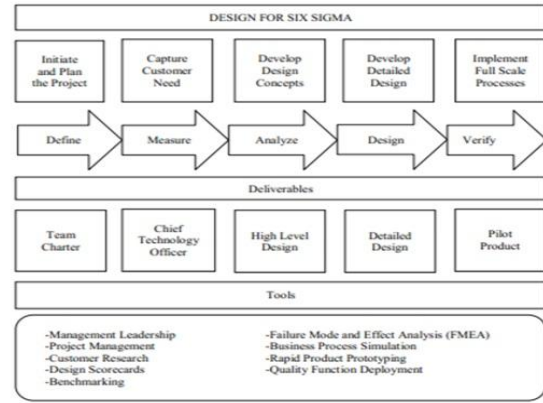 DESIGN FOR SIX SIGMA
Initiate
and Plan
the Project
Capture
Customer
Need
Develop
Design
Concepts
Develop
Detailed
Design
Implement
Full Scale
Processes
Define
Measure
Analyze
Design
Verify
Deliverables
Team
Charter
Chief
Technology
Officer
High Level
Design
Detailed
Design
Pilot
Product
Tools
-Management Leadership
-Project Management
-Customer Research
-Design Scorecards
-Benchmarking
-Failure Mode and Effect Analysis (FMEA)
-Business Process Simulation
-Rapid Product Prototyping
-Quality Function Deployment